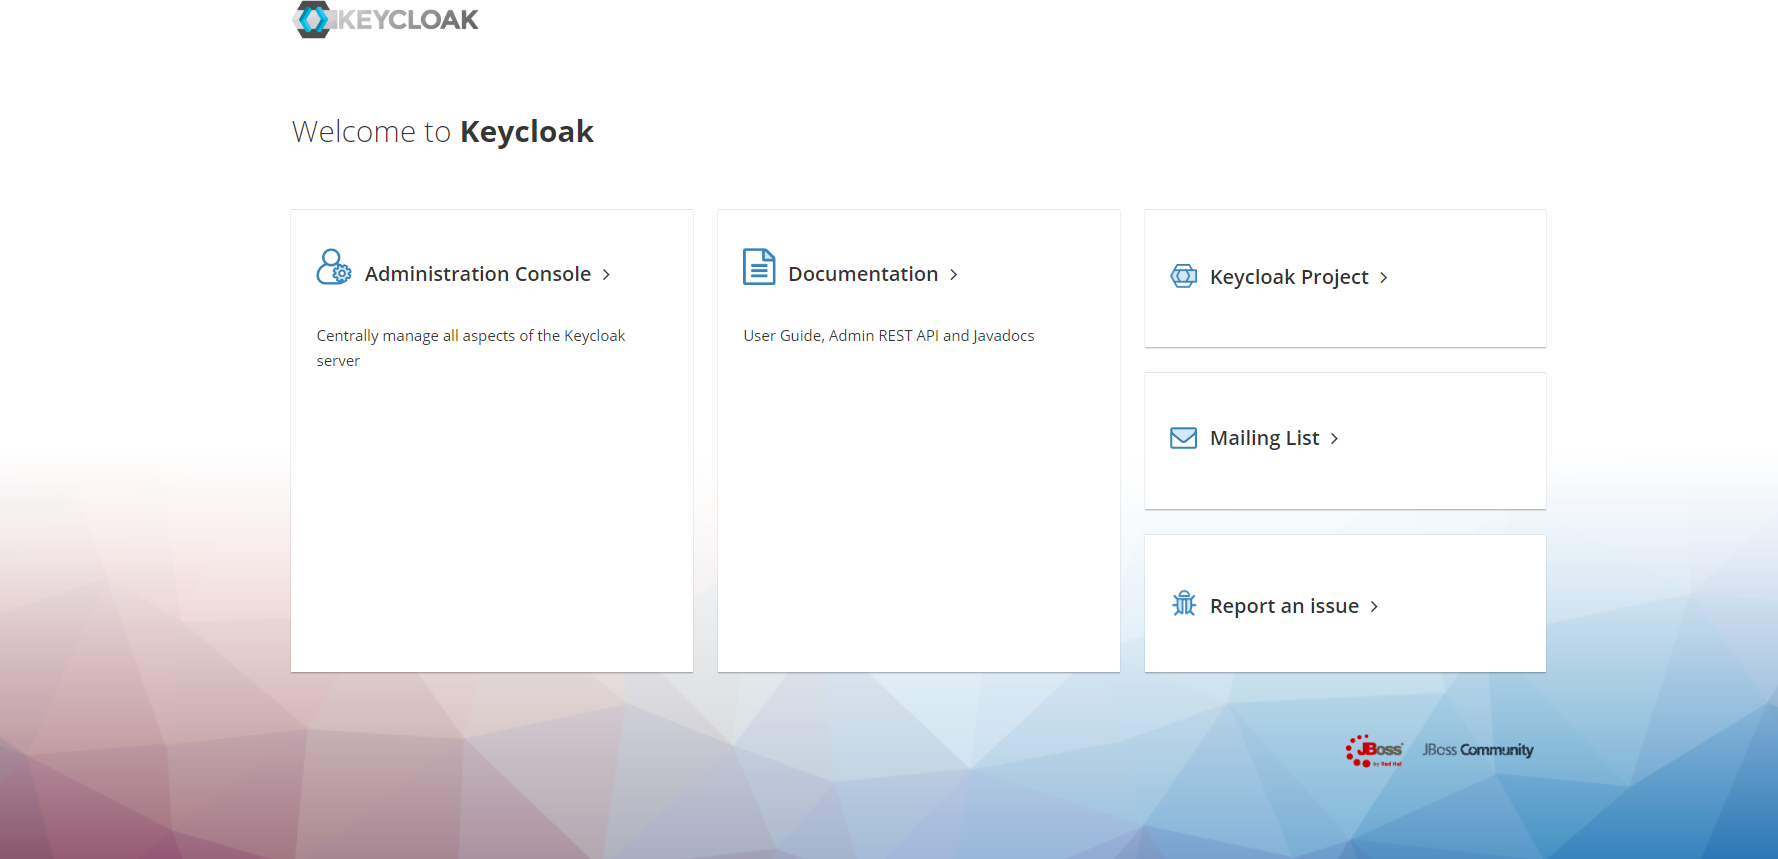 KEYCLOAK
Welcome to Keycloak
Administration Console
Centrally manage all aspects of the Keycloak
server
Documentation
User Guide, Admin REST API and Javadocs
Keycloak Project
Mailing List
Report an issue
JBoss
by Red Hat
JBoss Community